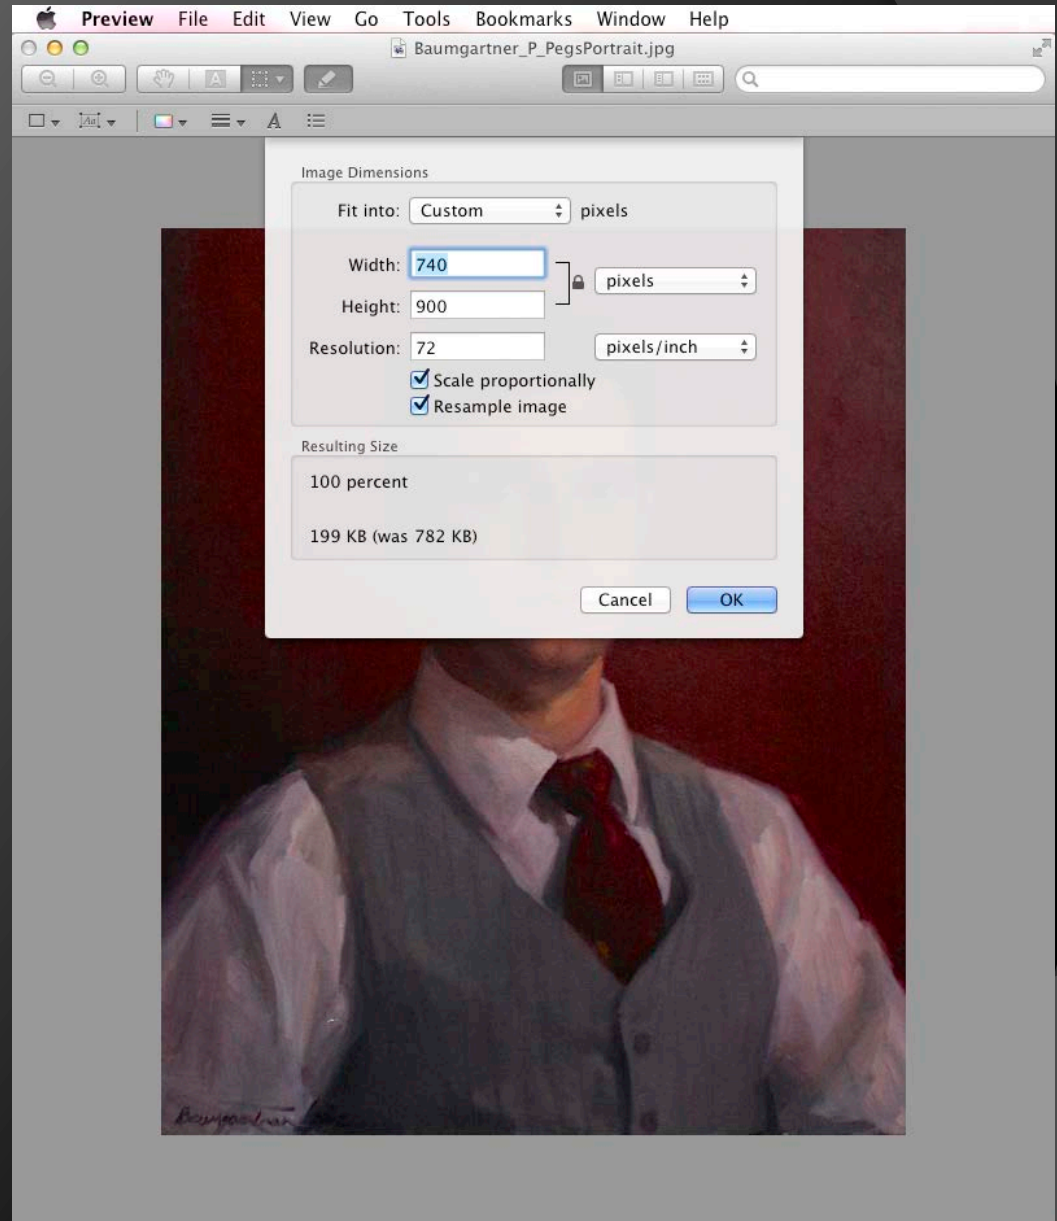 Preview File Edit View Go Tools Bookmarks Window Help
Baumgartner_P_PegsPortrait.jpg
A
Aa A
Image Dimensions
Fit into: Custom pixels
Width: 740 pixels
Height: 900
Resolution: 72 pixels/inch
Scale proportionally
Resample image
Resulting Size
100 percent
199 KB (was 782 KB)
Cancel OK